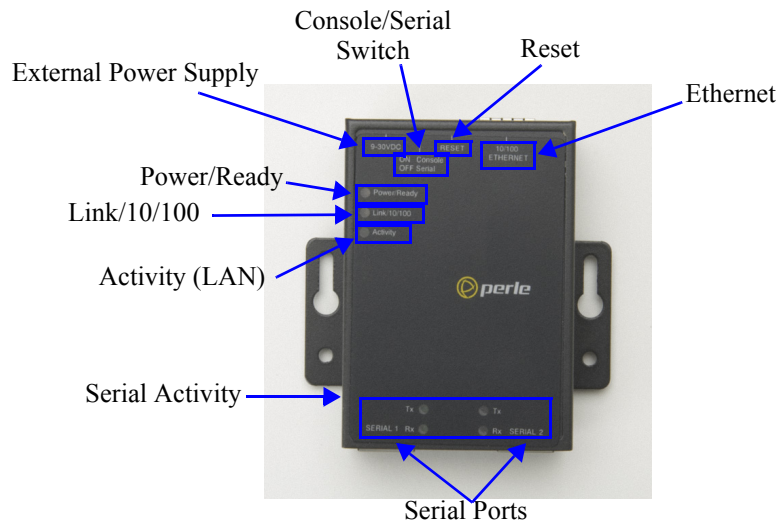 Console/Serial
Switch
Reset
External Power Supply
Ethernet
9-30VDC
RESET
10/100
ETHERNET
ON Console
OFF Serial
Power/Ready
Power/Ready
Link/10/100
Link/10/100
Activity
Activity (LAN)
perle
Serial Activity
Tx
Tx
SERIAL 1 Rx
Rx SERIAL 2
Serial Ports